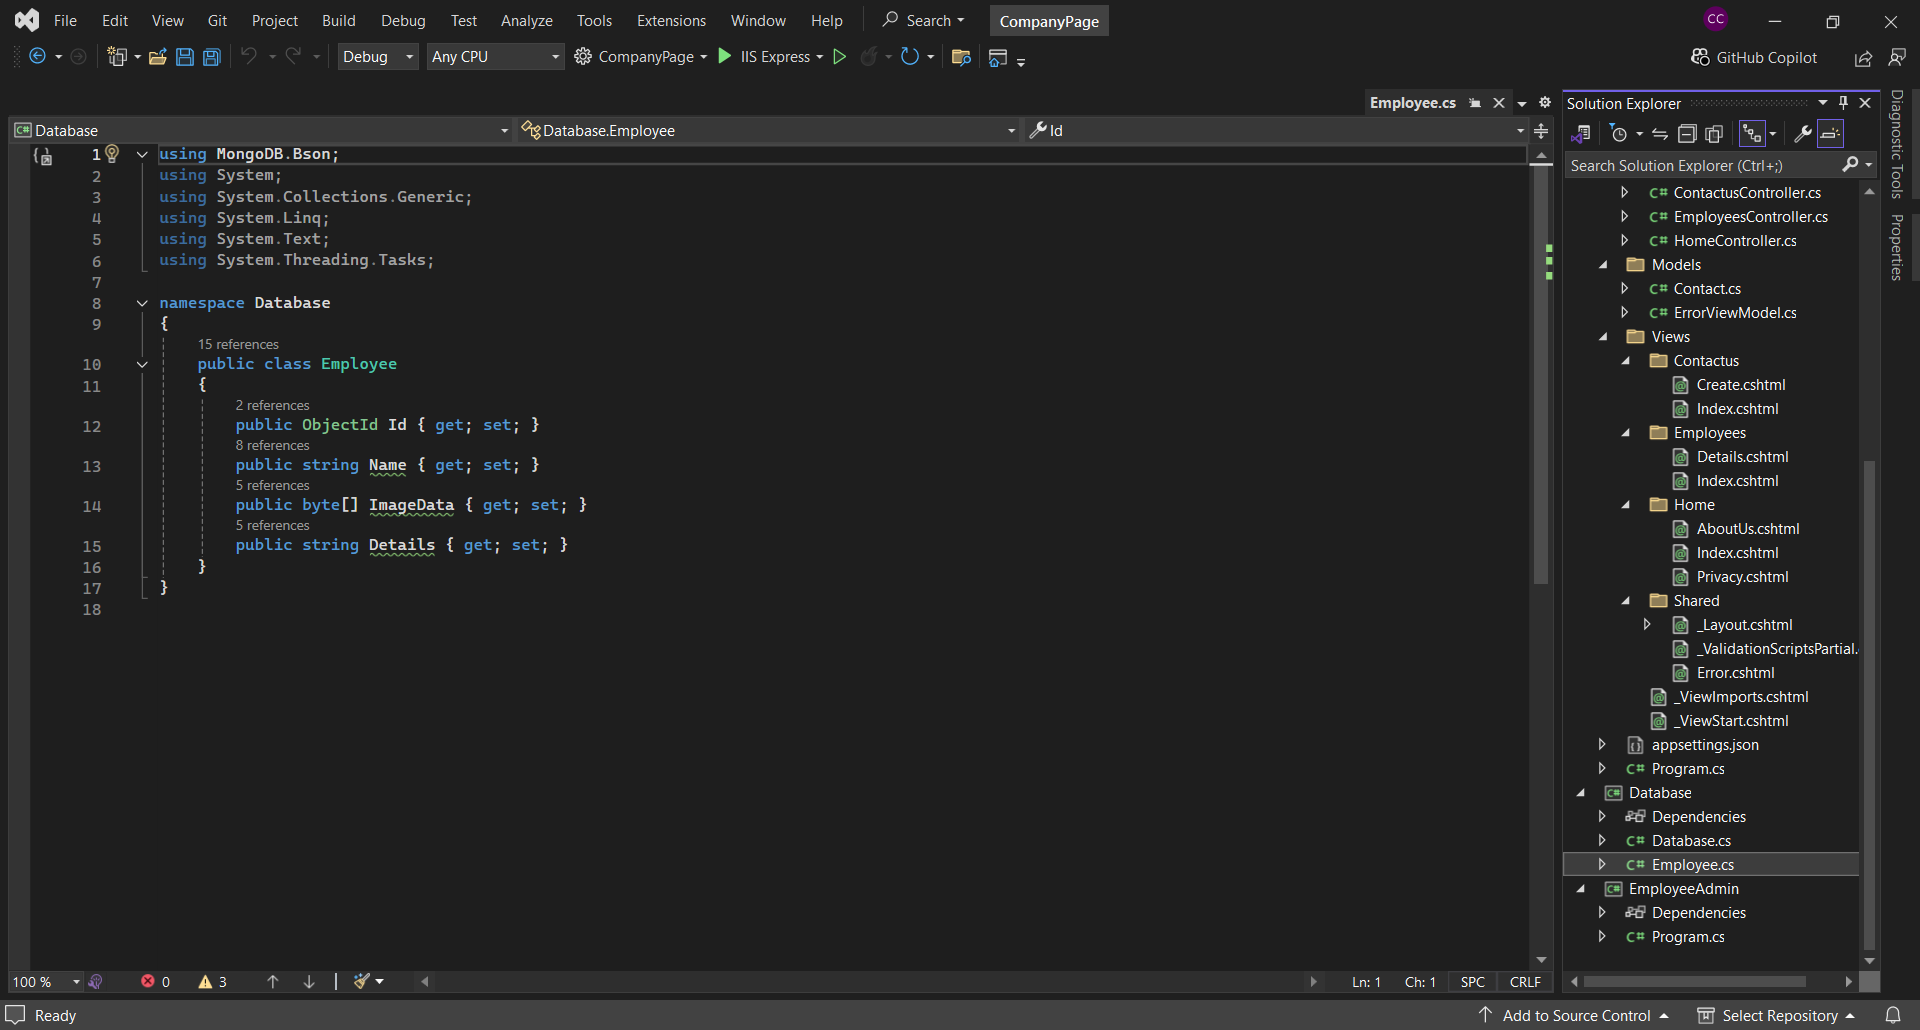 File Edit View Git Project Build Debug Test Analyze Tools Extensions Window Help Search CompanyPage CC
Debug Any CPU CompanyPage IIS Express GitHub Copilot
Employee.cs Solution Explorer
Database Database.Employee Id
Search Solution Explorer (Ctrl+;)
1 using MongoDB.Bson;
2 using System;
3 using System.Collections.Generic;
4 using System.Linq;
5 using System.Text;
6 using System.Threading.Tasks;
7
8 namespace Database
9 {
15 references
10 public class Employee
11 {
2 references
12 public ObjectId Id { get; set; }
8 references
13 public string Name { get; set; }
5 references
14 public byte[] ImageData { get; set; }
5 references
15 public string Details { get; set; }
16 }
17 }
18
C# ContactusController.cs
C# EmployeesController.cs
C# HomeController.cs
Models
C# Contact.cs
C# ErrorViewModel.cs
Views
Contactus
Create.cshtml
Index.cshtml
Employees
Details.cshtml
Index.cshtml
Home
AboutUs.cshtml
Index.cshtml
Privacy.cshtml
Shared
_Layout.cshtml
_ValidationScriptsPartial.
Error.cshtml
_ViewImports.cshtml
_ViewStart.cshtml
appsettings.json
C# Program.cs
Database
Dependencies
C# Database.cs
C# Employee.cs
EmployeeAdmin
Dependencies
C# Program.cs
Diagnostic Tools
Properties
100 % 0 3 Ln: 1 Ch: 1 SPC CRLF
Ready Add to Source Control Select Repository